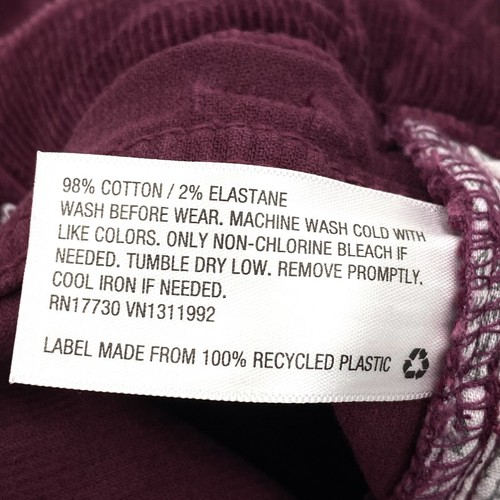 98% COTTON / 2% ELASTANE
WASH BEFORE WEAR. MACHINE WASH COLD WITH
LIKE COLORS. ONLY NON-CHLORINE BLEACH IF
NEEDED. TUMBLE DRY LOW. REMOVE PROMPTLY.
COOL IRON IF NEEDED.
RN17730 VN1311992
LABEL MADE FROM 100% RECYCLED PLASTIC